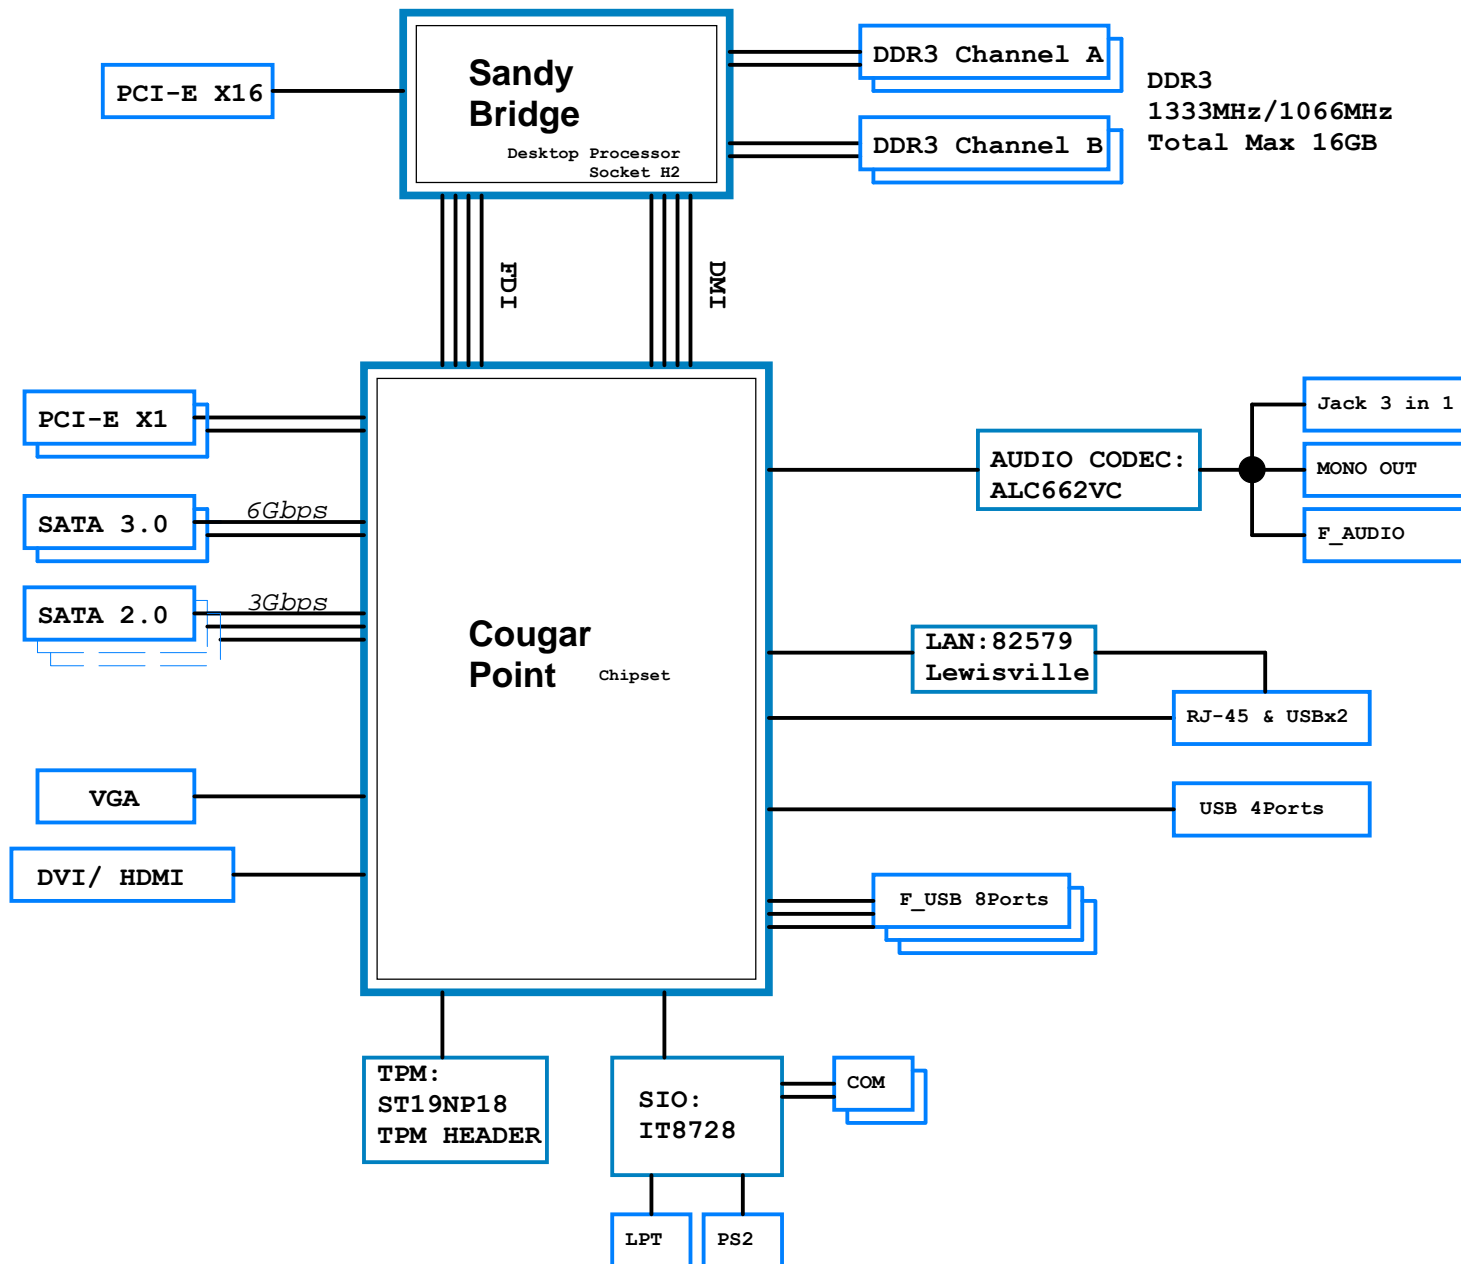 Sandy
Bridge
Desktop Processor
Socket H2
PCI-E X16
DDR3 Channel A
DDR3 Channel B
DDR3
1333MHz/1066MHz
Total Max 16GB
FDI
DMI
PCI-E X1
SATA 3.0
6Gbps
SATA 2.0
3Gbps
VGA
DVI/ HDMI
Cougar
Point
Chipset
AUDIO CODEC:
ALC662VC
Jack 3 in 1
MONO OUT
F_AUDIO
LAN:82579
Lewisville
RJ-45 & USBx2
USB 4Ports
F_USB 8Ports
TPM:
ST19NP18
TPM HEADER
SIO:
IT8728
COM
LPT
PS2